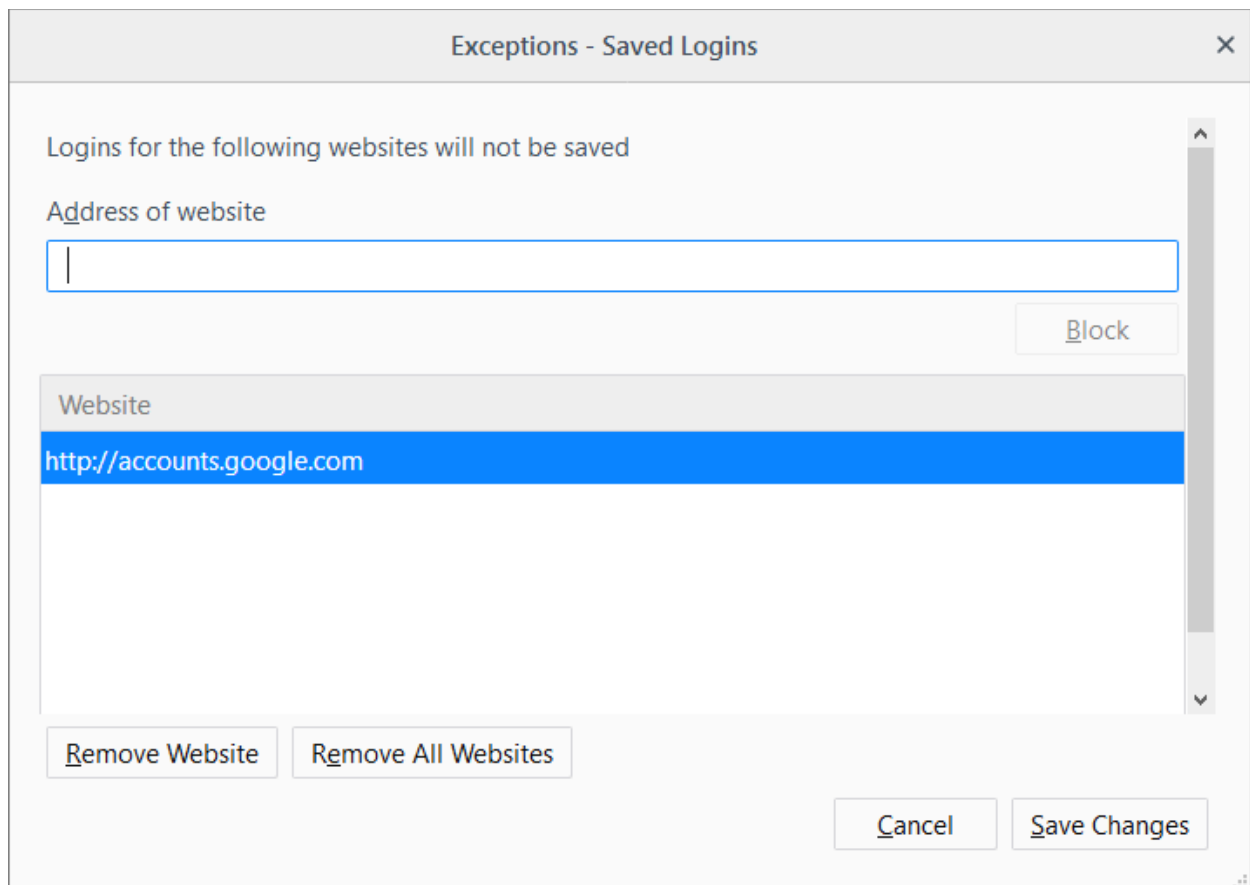 Exceptions - Saved Logins
Logins for the following websites will not be saved
Address of website
Block
Website
http://accounts.google.com
Remove Website
Remove All Websites
Cancel
Save Changes